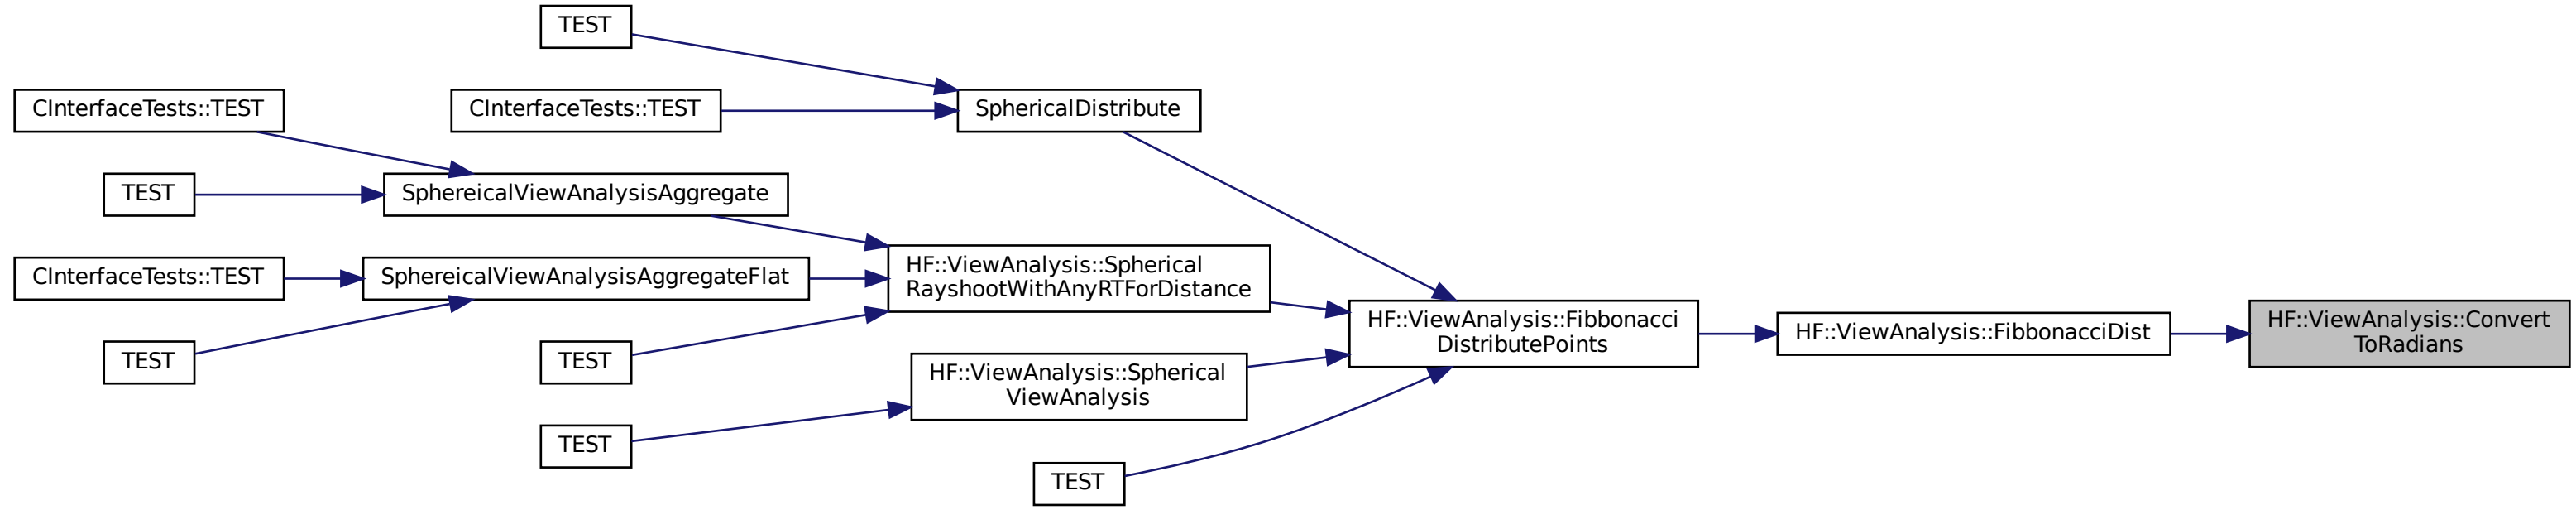 TEST
CInterfaceTests::TEST
CInterfaceTests::TEST
SphericalDistribute
TEST
SphereicalViewAnalysisAggregate
CInterfaceTests::TEST
SphereicalViewAnalysisAggregateFlat
HF::ViewAnalysis::Spherical
RayshootWithAnyRTForDistance
TEST
TEST
HF::ViewAnalysis::Spherical
ViewAnalysis
TEST
TEST
HF::ViewAnalysis::Fibbonacci
DistributePoints
HF::ViewAnalysis::FibbonacciDist
HF::ViewAnalysis::Convert
ToRadians